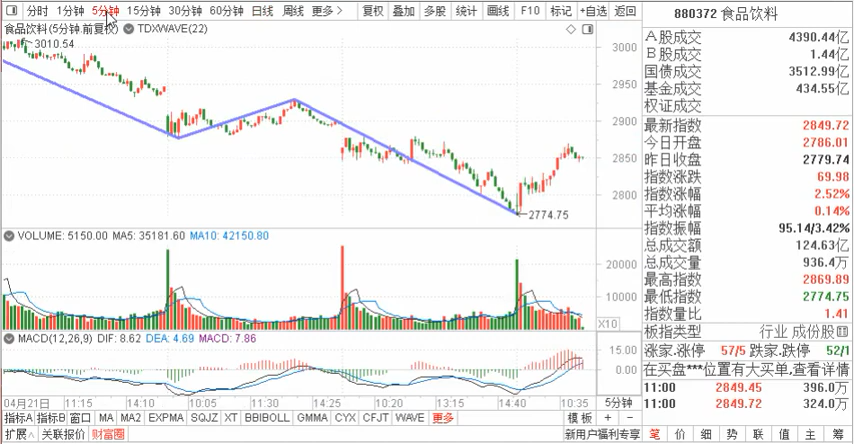 分时 1分钟 5分钟 15分钟 30分钟 60分钟 日线 周线 更多 > 复权 叠加 多股 统计 画线 F10 标记 +自选 返回
食品饮料(5分钟.前复权) TDXWAVE(22)
3010.54
3000
2950
2900
2850
2800
2774.75
VOLUME: 5150.00 MA5: 35181.60 MA10: 42150.80
20000
10000
X10
MACD(12,26,9) DIF: 8.62 DEA: 4.69 MACD: 7.86
15.00
0.00
04月21日 11:15 14:10 10:05 11:30 14:25 10:20 13:15 14:40 10:35 5分钟
指标A 指标B 窗口 MA MA2 EXPMA SQJZ XT BBIBOLL GMMA CYX CFJT WAVE 更多 模板 + −
扩展∧ 关联报价 财富圈 新用户福利专享
880372 食品饮料
A股成交 4390.44亿
B股成交 1.44亿
国债成交 3512.99亿
基金成交 434.55亿
权证成交
最新指数 2849.72
今日开盘 2786.01
昨日收盘 2779.74
指数涨跌 69.98
指数涨幅 2.52%
平均涨幅 0.14%
指数振幅 95.14/3.42%
总成交额 124.63亿
总成交量 936.4万
最高指数 2869.89
最低指数 2774.75
指数量比 1.41
板指类型 行业 成份股
涨家.涨停 57/5 跌家.跌停 52/1
在买盘***位置有大买单,查看详情
11:00 2849.45 396.0万
11:00 2849.72 324.0万
笔 价 细 势 联 值 主 筹